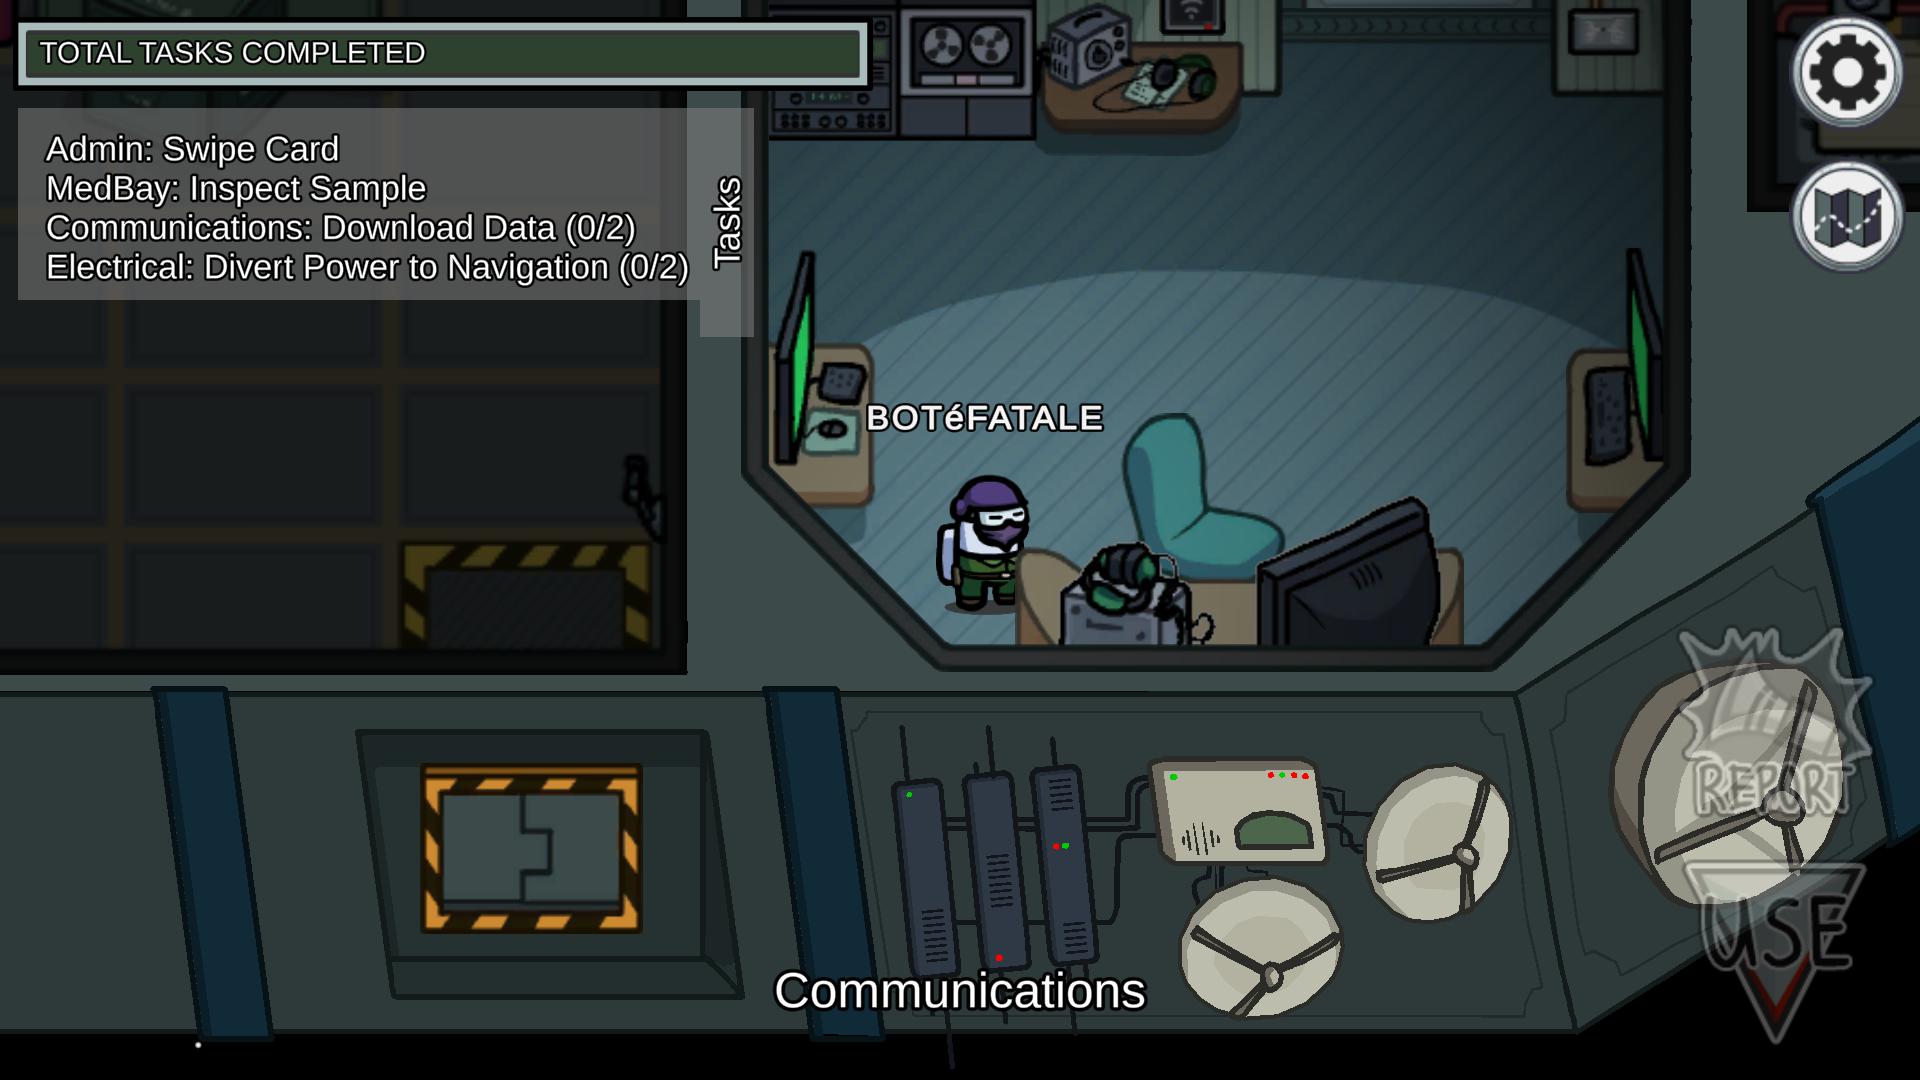 TOTAL TASKS COMPLETED
Admin: Swipe Card
MedBay: Inspect Sample
Communications: Download Data (0/2)
Electrical: Divert Power to Navigation (0/2)
Tasks
BOTéFATALE
REPORT
USE
Communications